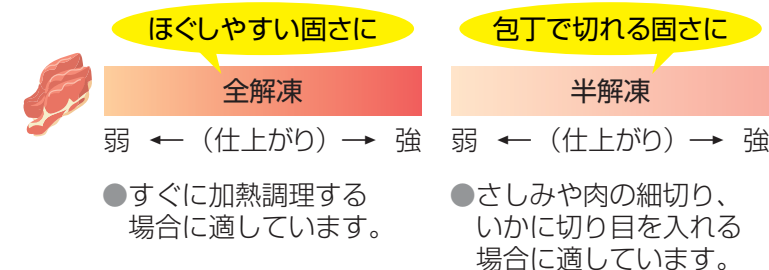 ほぐしやすい固さに
全解凍
弱 ← （仕上がり） → 強
●すぐに加熱調理する
場合に適しています。
包丁で切れる固さに
半解凍
弱 ← （仕上がり） → 強
●さしみや肉の細切り、
いかに切り目を入れる
場合に適しています。